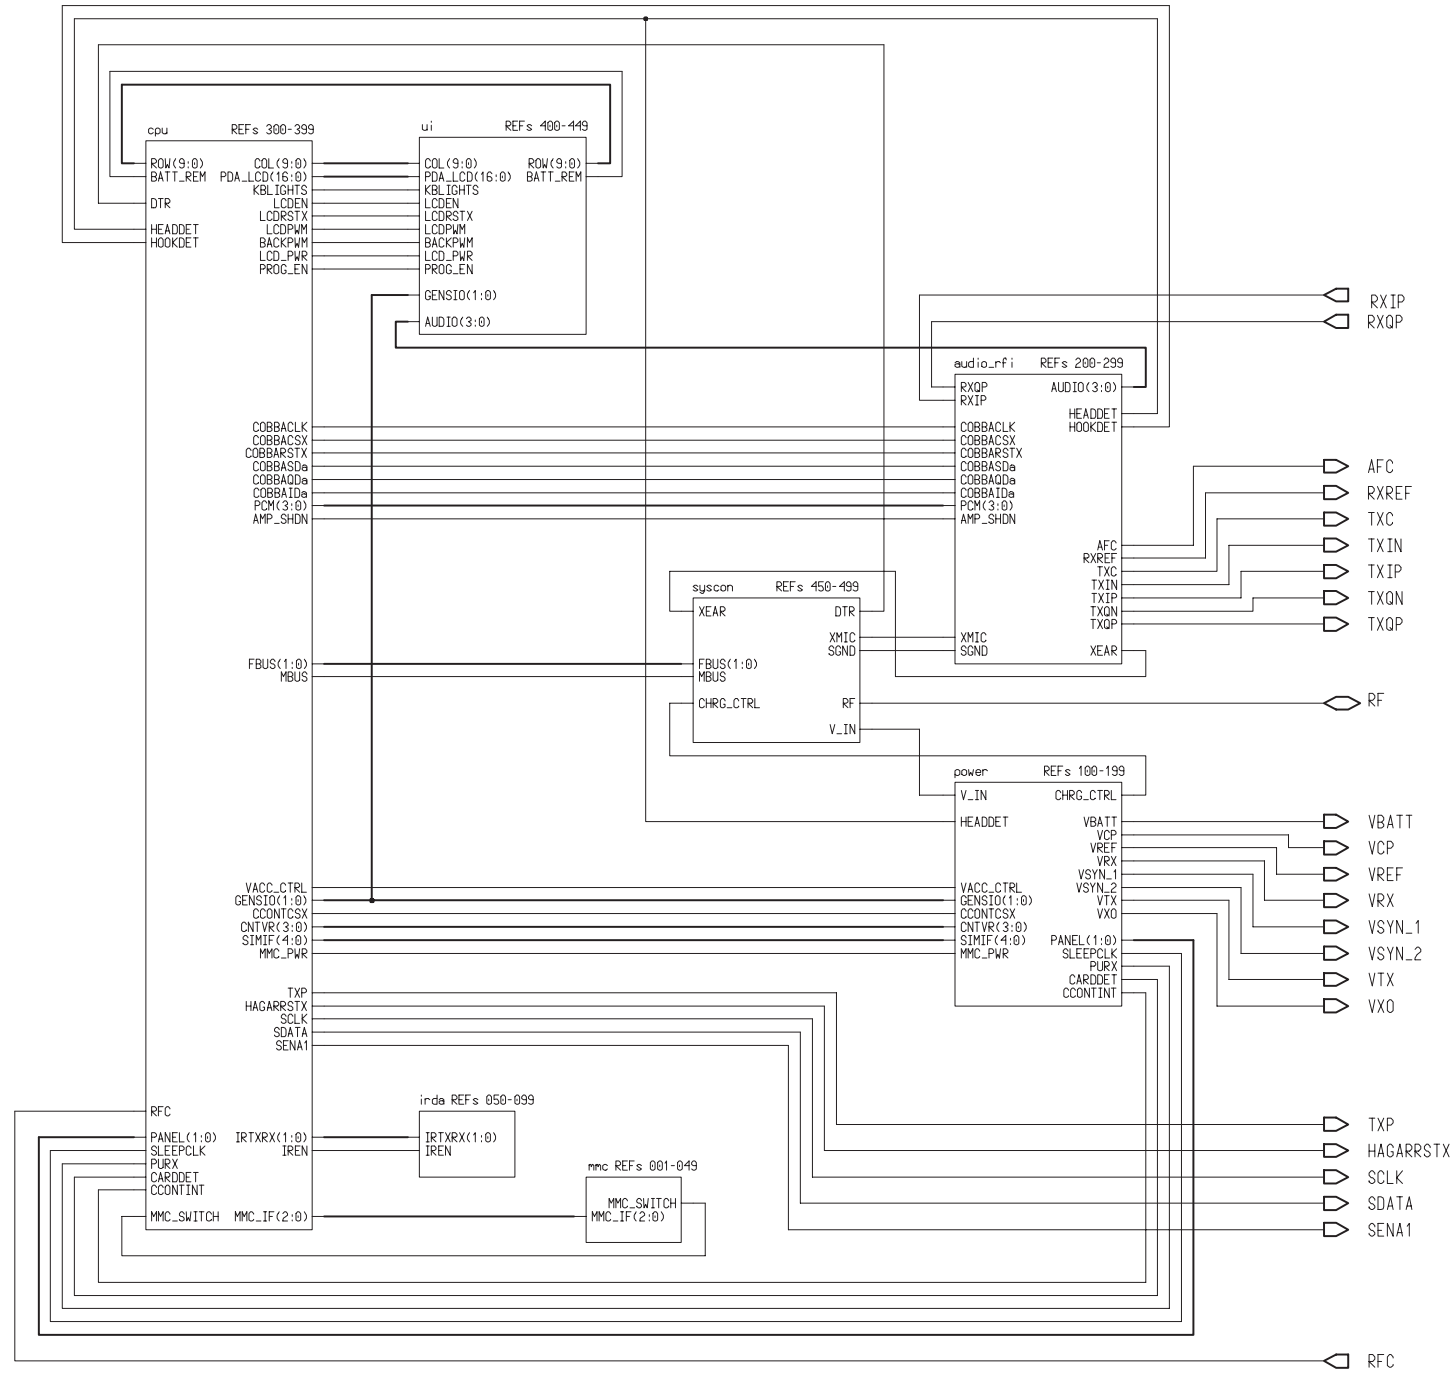 cpu REFs 300-399
ROW(9:0) COL(9:0)
BATT_REM PDA_LCD(16:0)
KBLIGHTS
DTR LCDEN
LCDRSTX
HEADDET LCDPWM
HOOKDET BACKPWM
LCD_PWR
PROG_EN
COBBACLK
COBBACSX
COBBARSTX
COBBASDa
COBBAQDa
COBBAIDa
PCM(3:0)
AMP_SHDN
FBUS(1:0)
MBUS
VACC_CTRL
GENSIO(1:0)
CCONTCSX
CNTVR(3:0)
SIMIF(4:0)
MMC_PWR
TXP
HAGARRSTX
SCLK
SDATA
SENA1
RFC
PANEL(1:0) IRTXRX(1:0)
SLEEPCLK IREN
PURX
CARDDET
CCONTINT
MMC_SWITCH MMC_IF(2:0)
ui REFs 400-449
COL(9:0) ROW(9:0)
PDA_LCD(16:0) BATT_REM
KBLIGHTS
LCDEN
LCDRSTX
LCDPWM
BACKPWM
LCD_PWR
PROG_EN
GENSIO(1:0)
AUDIO(3:0)
audio_rfi REFs 200-299
RXQP AUDIO(3:0)
RXIP
HEADDET
COBBACLK HOOKDET
COBBACSX
COBBARSTX
COBBASDa
COBBAQDa
COBBAIDa
PCM(3:0)
AMP_SHDN
AFC
RXREF
TXC
TXIN
TXIP
TXQN
TXQP
XMIC
SGND XEAR
syscon REFs 450-499
XEAR DTR
XMIC
SGND
FBUS(1:0)
MBUS
CHRG_CTRL RF
V_IN
power REFs 100-199
V_IN CHRG_CTRL
HEADDET VBATT
VCP
VREF
VRX
VSYN_1
VACC_CTRL VSYN_2
GENSIO(1:0) VTX
CCONTCSX VXO
CNTVR(3:0)
SIMIF(4:0) PANEL(1:0)
MMC_PWR SLEEPCLK
PURX
CARDDET
CCONTINT
irda REFs 050-099
IRTXRX(1:0)
IREN
mmc REFs 001-049
MMC_SWITCH
MMC_IF(2:0)
RXIP
RXQP
AFC
RXREF
TXC
TXIN
TXIP
TXQN
TXQP
RF
VBATT
VCP
VREF
VRX
VSYN_1
VSYN_2
VTX
VXO
TXP
HAGARRSTX
SCLK
SDATA
SENA1
RFC